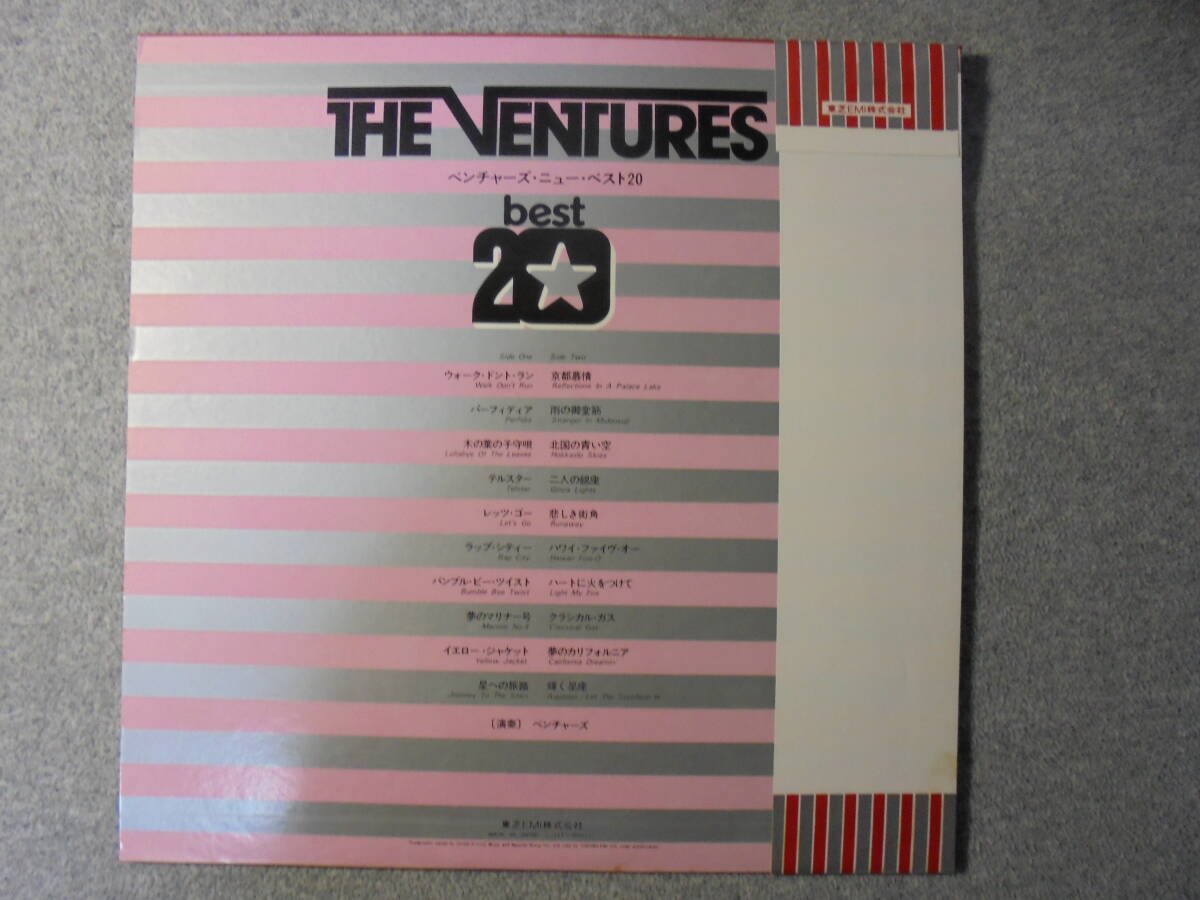 THE VENTURES
東芝EMI株式会社
ベンチャーズ・ニュー・ベスト20
best
20
Side One
Side Two
ウォーク・ドント・ラン
Walk Don't Run
京都慕情
Reflections In A Palace Lake
パーフィディア
Perfidia
雨の御堂筋
Stranger In Midosuji
木の葉の子守唄
Lullabye Of The Leaves
北国の青い空
Hokkaido Skies
テルスター
Telstar
二人の銀座
Ginza Lights
レッツ・ゴー
Let's Go
悲しき街角
Runaway
ラップ・シティー
Rap City
ハワイ・ファイヴ・オー
Hawaii Five-O
バンブル・ビー・ツイスト
Bumble Bee Twist
ハートに火をつけて
Light My Fire
夢のマリナー号
Mariner No.4
クラシカル・ガス
Classical Gas
イエロー・ジャケット
Yellow Jacket
夢のカリフォルニア
California Dreamin'
星への旅路
Journey To The Stars
輝く星座
Aquarius - Let The Sunshine In
〔演奏〕 ベンチャーズ
東芝EMI株式会社